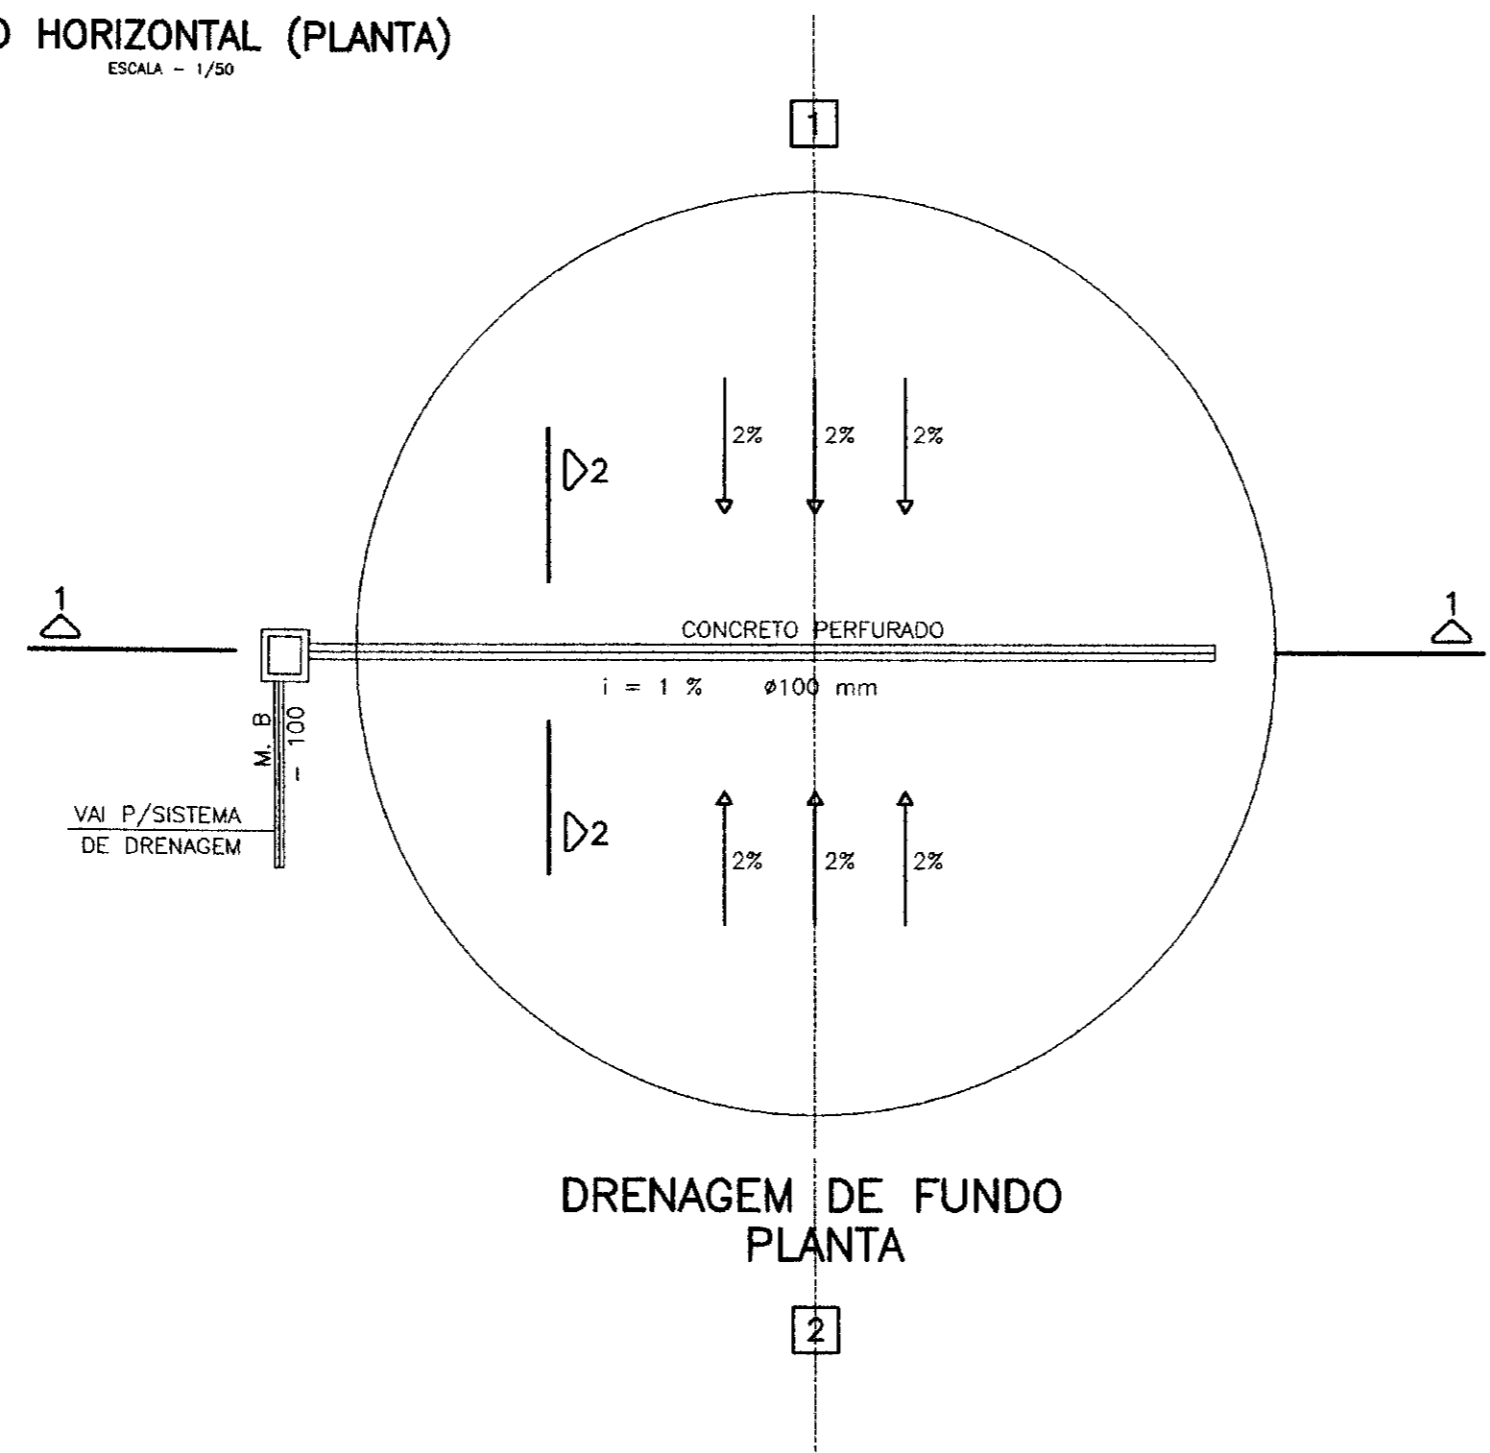 O HORIZONTAL (PLANTA)
ESCALA - 1/50
1
2% 2% 2%
2
1
1
CONCRETO PERFURADO
i = 1 % ø100 mm
M. B
- 100
VAI P/SISTEMA
DE DRENAGEM
2
2% 2% 2%
DRENAGEM DE FUNDO
PLANTA
2